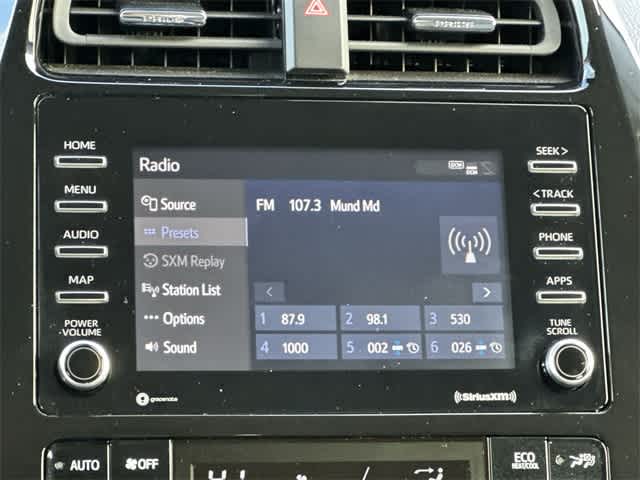 HOME
MENU
AUDIO
MAP
POWER
-VOLUME
Radio
Source
Presets
SXM Replay
Station List
Options
Sound
FM 107.3 Mund Md
<
>
1 87.9
2 98.1
3 530
4 1000
5 002
6 026
SEEK >
< TRACK
PHONE
APPS
TUNE
SCROLL
gracenote
((SiriusXM))
AUTO
OFF
ECO
HEAT/COOL